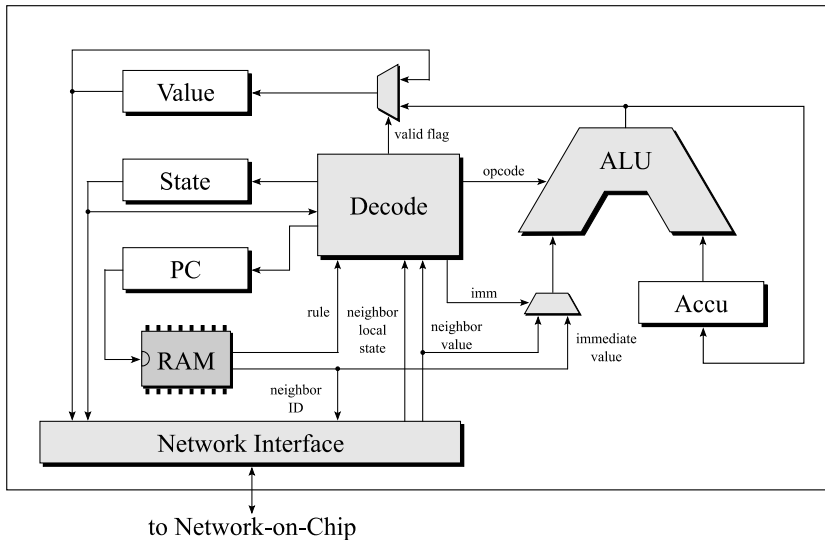 Value
valid flag
ALU
State
opcode
Decode
PC
imm
Accu
rule
neighbor
local
state
neighbor
value
immediate
value
RAM
neighbor
ID
Network Interface
to Network-on-Chip